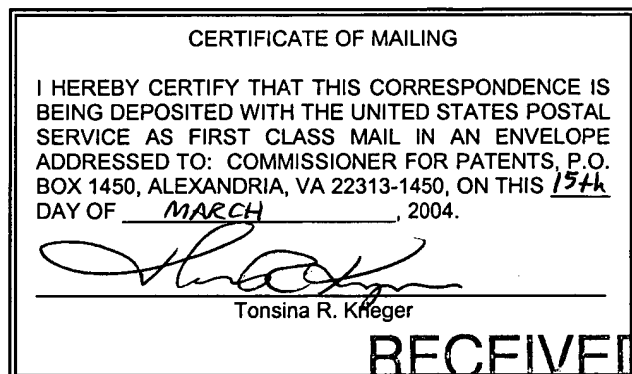 CERTIFICATE OF MAILING
I HEREBY CERTIFY THAT THIS CORRESPONDENCE IS
BEING DEPOSITED WITH THE UNITED STATES POSTAL
SERVICE AS FIRST CLASS MAIL IN AN ENVELOPE
ADDRESSED TO: COMMISSIONER FOR PATENTS, P.O.
BOX 1450, ALEXANDRIA, VA 22313-1450, ON THIS 15th
DAY OF MARCH, 2004.
Tonsina R. Krieger
RECEIVED